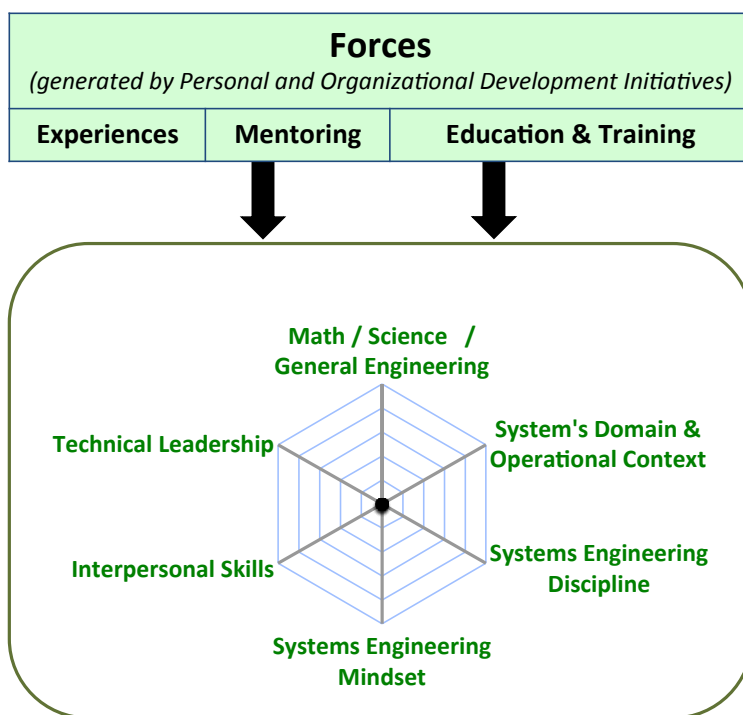 Forces
(generated by Personal and Organizational Development Initiatives)
Experiences
Mentoring
Education & Training
Math / Science /
General Engineering
Technical Leadership
System's Domain &
Operational Context
Interpersonal Skills
Systems Engineering
Discipline
Systems Engineering
Mindset